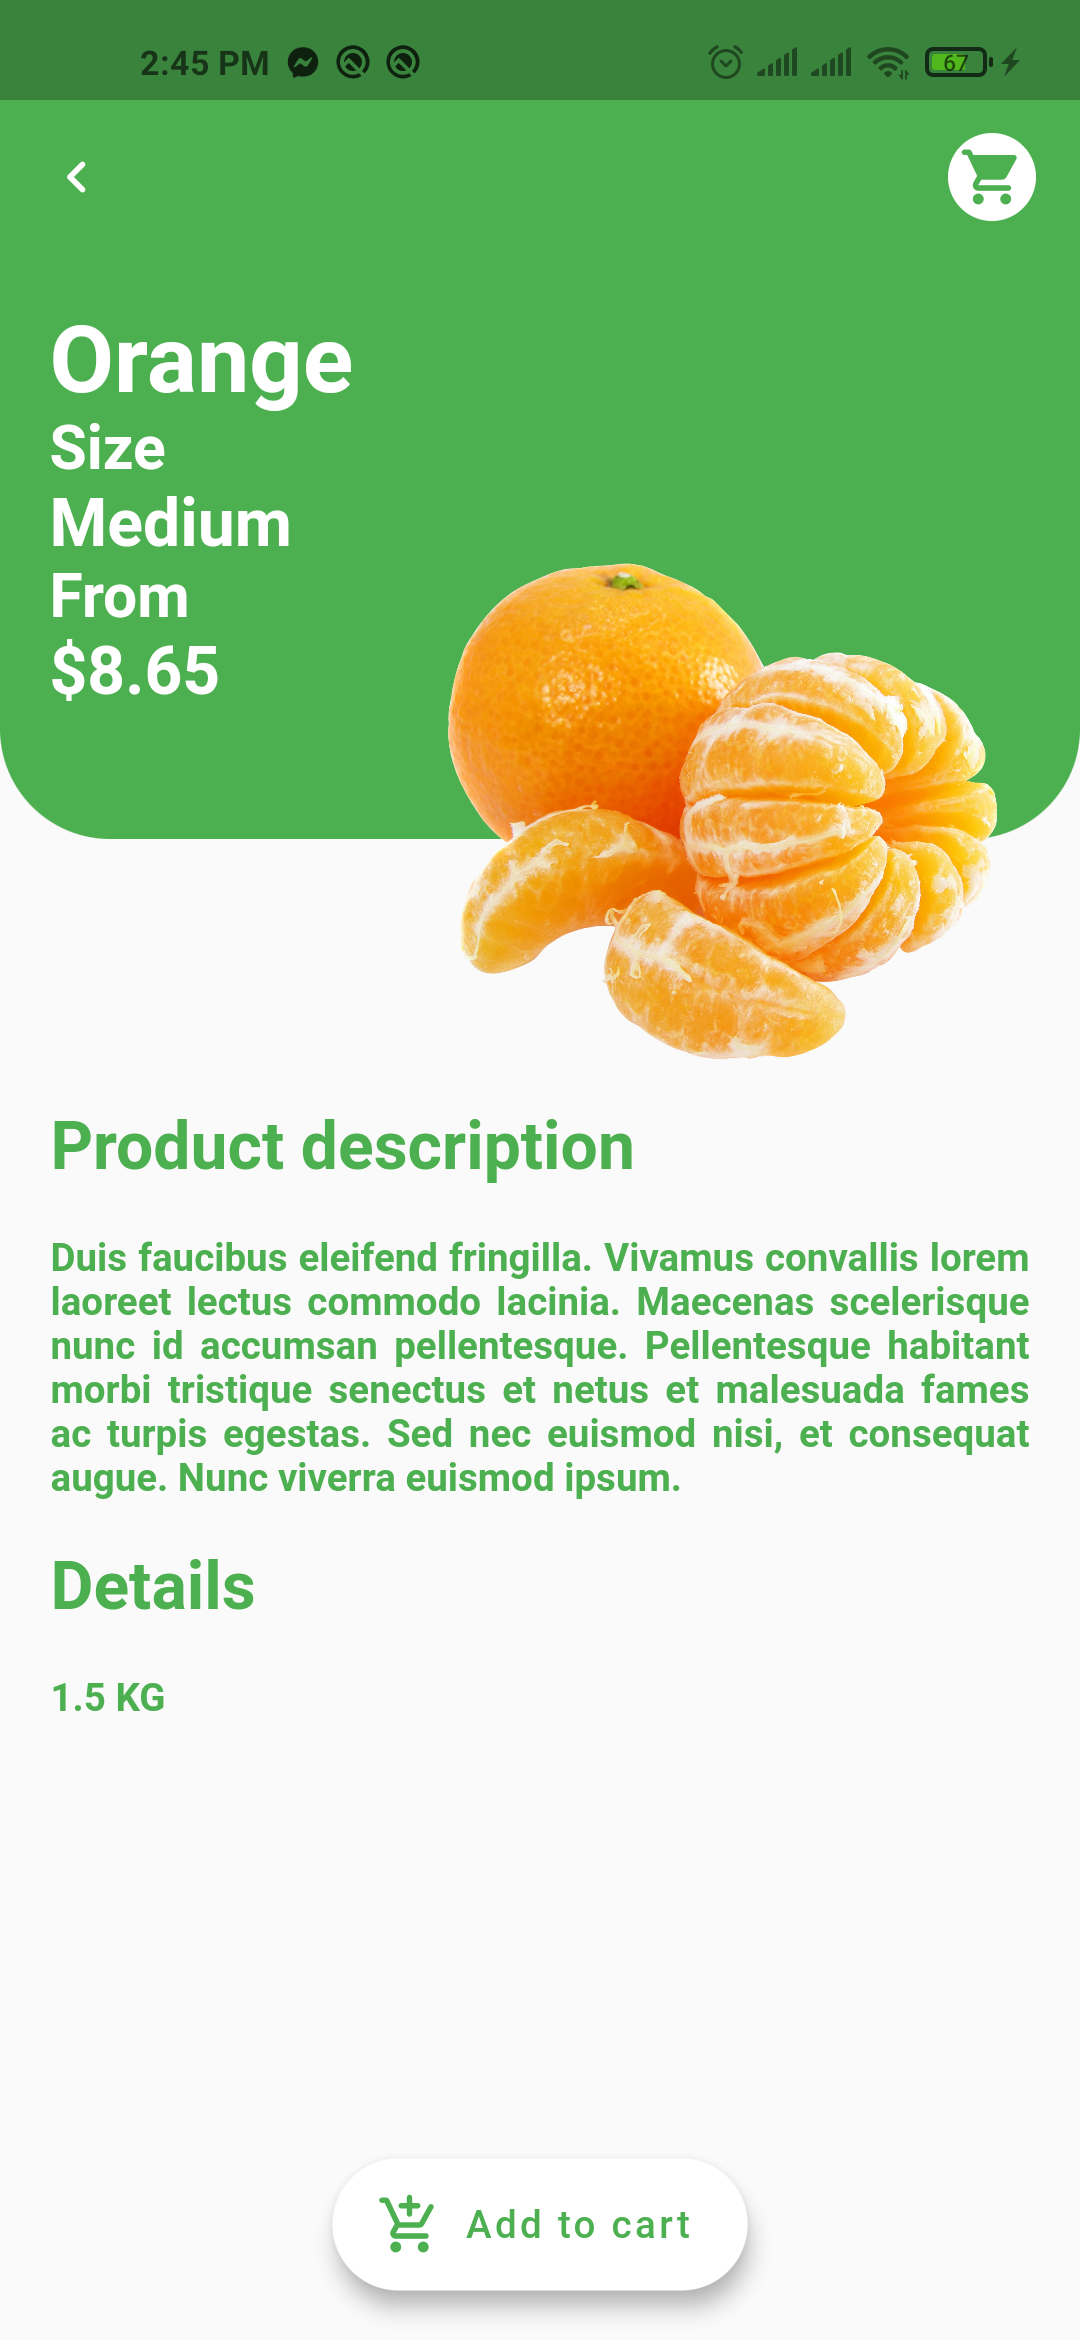 2:45 PM
67
Orange
Size
Medium
From
$8.65
Product description
Duis faucibus eleifend fringilla. Vivamus convallis lorem
laoreet lectus commodo lacinia. Maecenas scelerisque
nunc id accumsan pellentesque. Pellentesque habitant
morbi tristique senectus et netus et malesuada fames
ac turpis egestas. Sed nec euismod nisi, et consequat
augue. Nunc viverra euismod ipsum.
Details
1.5 KG
Add to cart